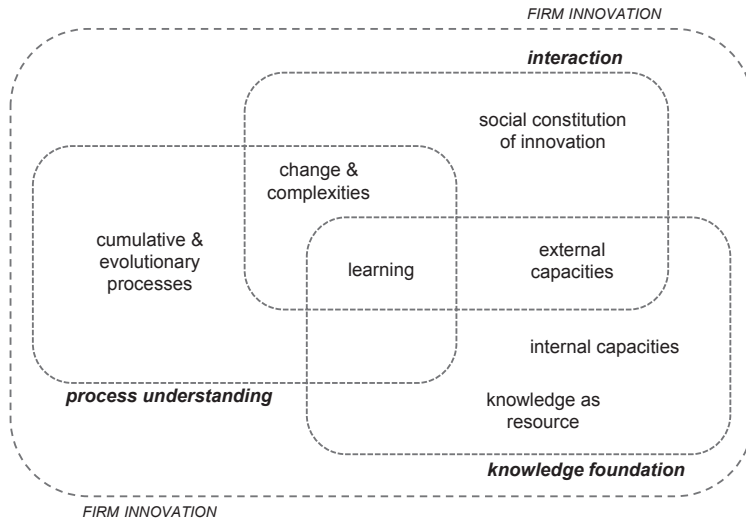 FIRM INNOVATION
interaction
social constitution
of innovation
change &
complexities
cumulative &
evolutionary
processes
learning
external
capacities
internal capacities
process understanding
knowledge as
resource
knowledge foundation
FIRM INNOVATION